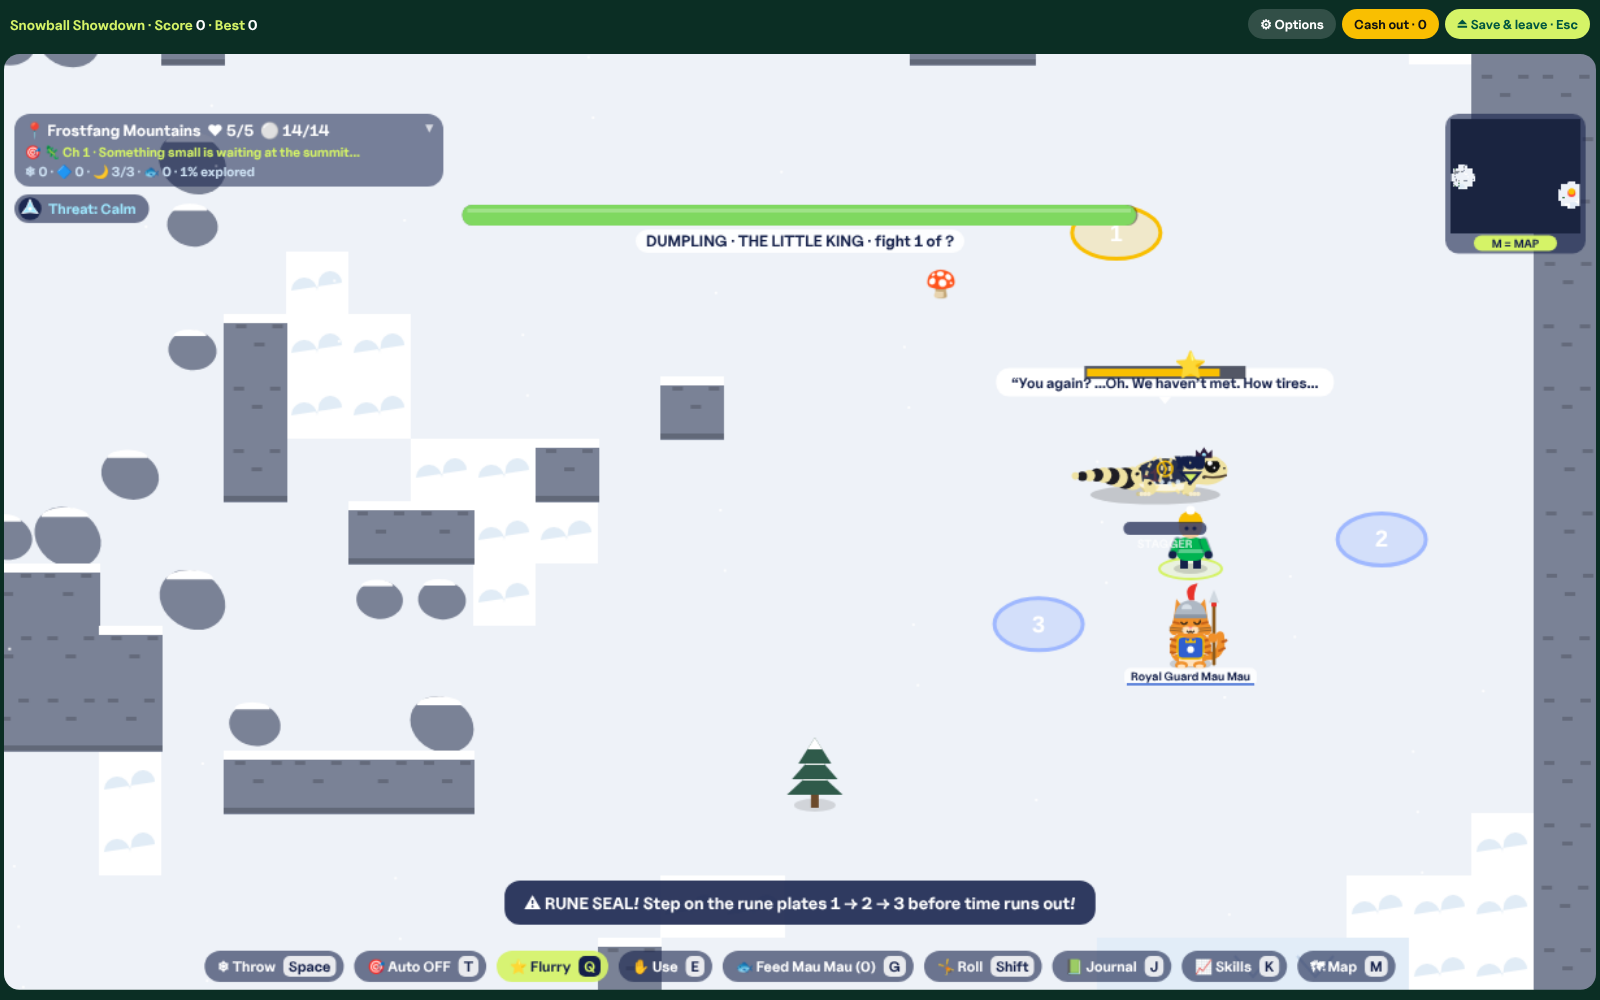 Snowball Showdown · Score 0 · Best 0
Options
Cash out · 0
Save & leave · Esc
Frostfang Mountains 5/5 14/14
Ch 1 · Something small is waiting at the summit...
0 · 0 · 3/3 · 0 · 1% explored
Threat: Calm
M = MAP
1
DUMPLING · THE LITTLE KING · fight 1 of ?
“You again? ...Oh. We haven’t met. How tires...
STAGGER
2
3
Royal Guard Mau Mau
RUNE SEAL! Step on the rune plates 1 → 2 → 3 before time runs out!
Throw Space
Auto OFF T
Flurry Q
Use E
Feed Mau Mau (0) G
Roll Shift
Journal J
Skills K
Map M